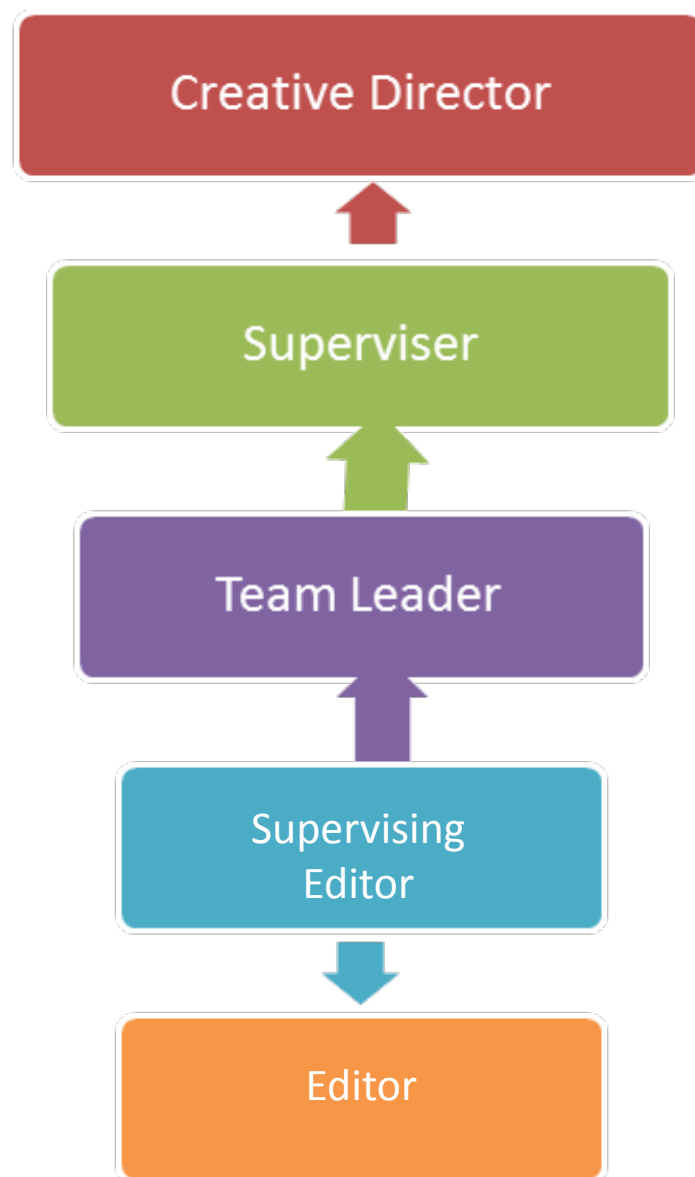 Creative Director
Superviser
Team Leader
Supervising
Editor
Editor